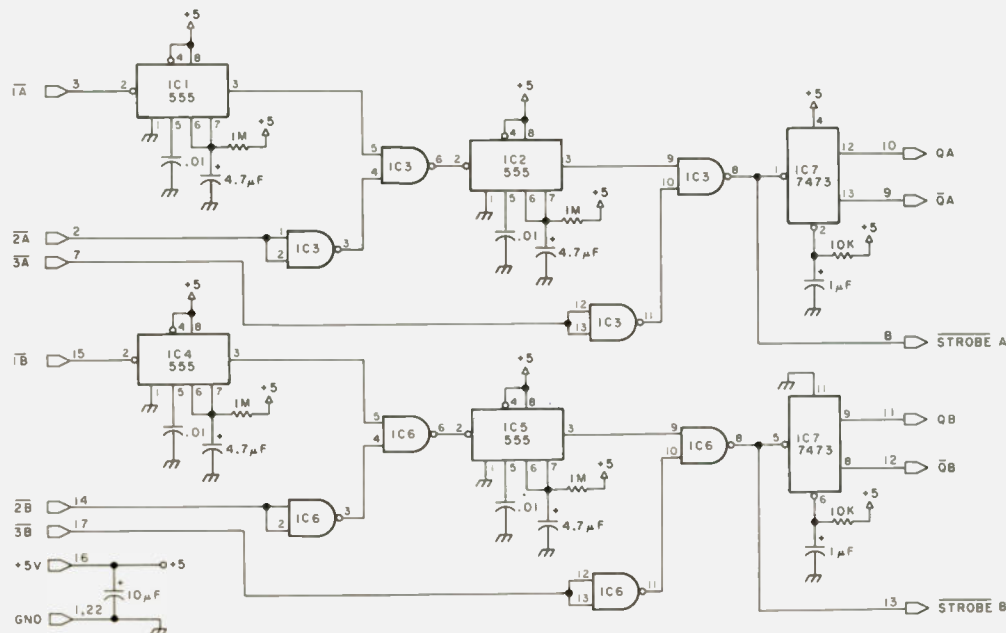 +5
4 8
1A 3 2 IC1 555 3
1 5 6 7 1M +5
.01
4.7µF
+5
4 8
5 4 IC3 6 2 IC2 555 3
1 5 6 7 1M +5
.01
4.7µF
9 10 IC3 8
+5
4
1 IC7 7473 12 10 QA
13 9 Q̅A
2 10K +5
1µF
2A 2 1 2 IC3 3
3A 7
12 13 IC3 11
8 STROBE A
+5
4 8
1B 15 2 IC4 555 3
1 5 6 7 1M +5
.01
4.7µF
+5
4 8
5 4 IC6 6 2 IC5 555 3
1 5 6 7 1M +5
.01
4.7µF
9 10 IC6 8
11
5 IC7 7473 9 11 QB
8 12 Q̅B
6 10K +5
1µF
2B 14 1 2 IC6 3
3B 17
12 13 IC6 11
+5V 16 +5
10µF
GND 1,22
13 STROBE B